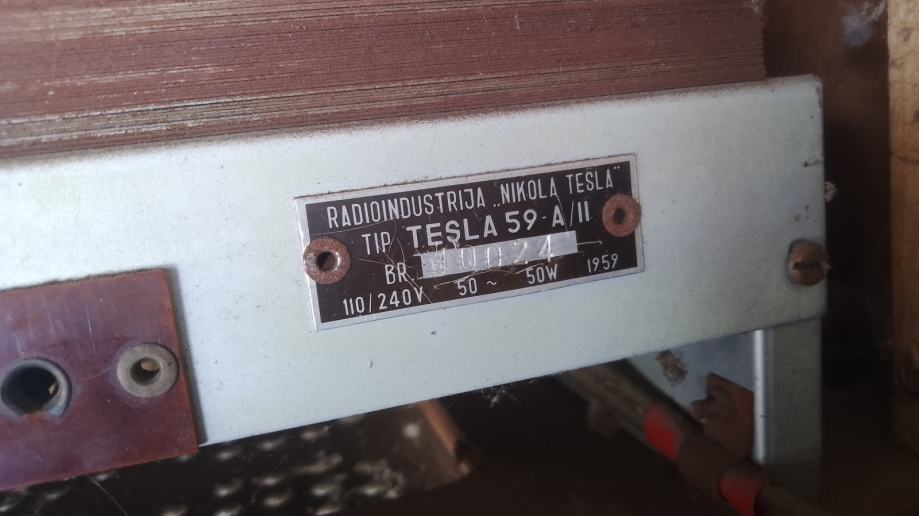 RADIOINDUSTRIJA „NIKOLA TESLA"
TIP TESLA 59-A/II
BR.
110/240V 50 ~ 50W 1959